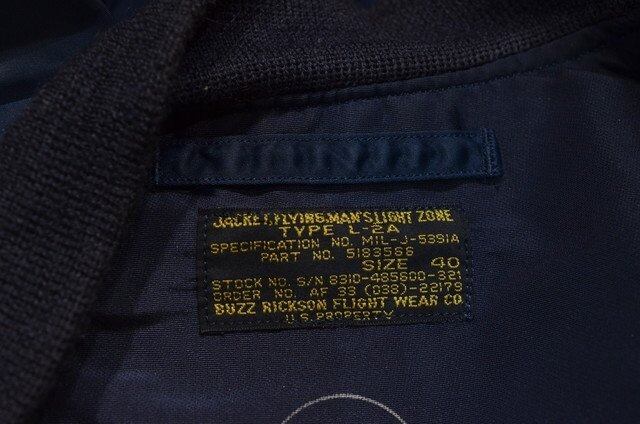 JACKET,FLYING,MAN'S LIGHT ZONE
TYPE L-2A
SPECIFICATION NO. MIL-J-5391A
PART NO. 5193566
SIZE 40
STOCK NO. S/N 8310-485600-321
ORDER NO. AF 33 (038)-22179
BUZZ RICKSON FLIGHT WEAR CO
U.S. PROPERTY